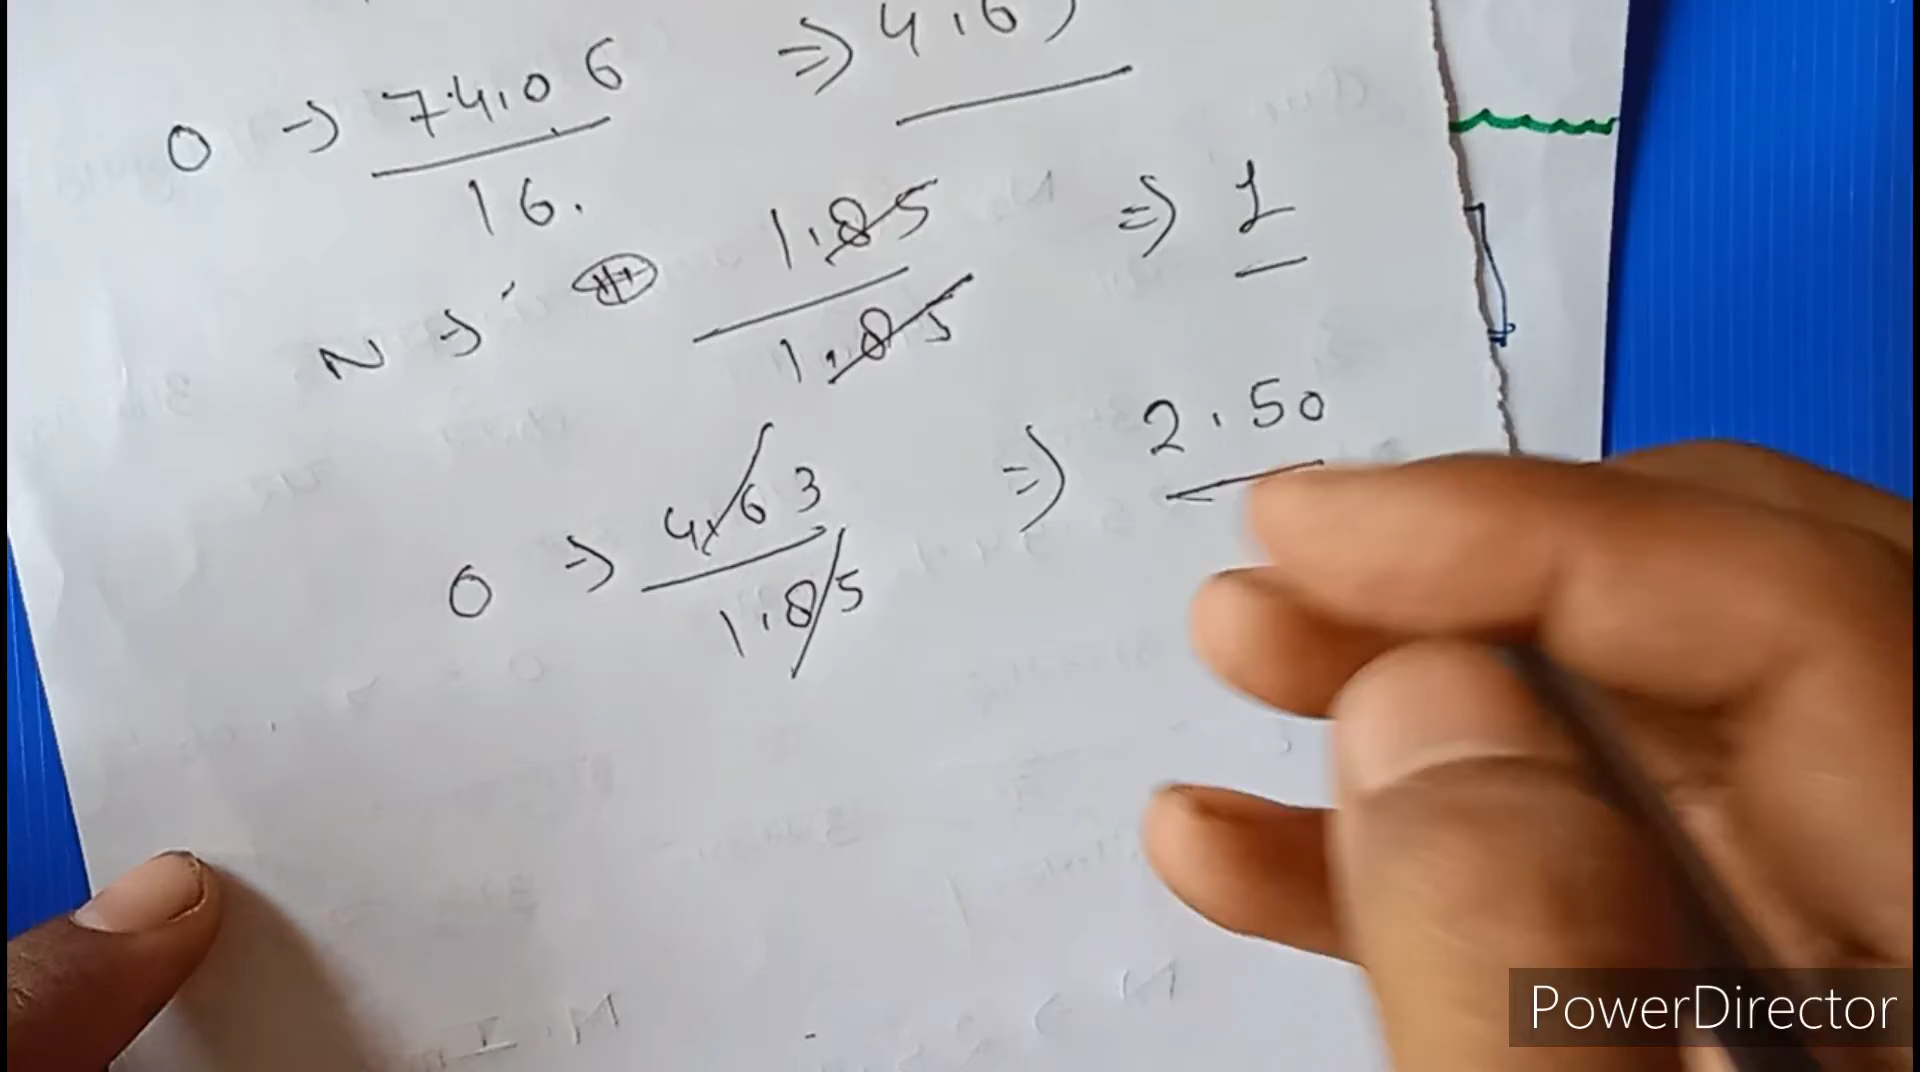 O → 74.06 / 16. ⇒ 4.63
N → 1.85 / 1.85 ⇒ 1
O → 4.63 / 1.85 ⇒ 2.50
PowerDirector